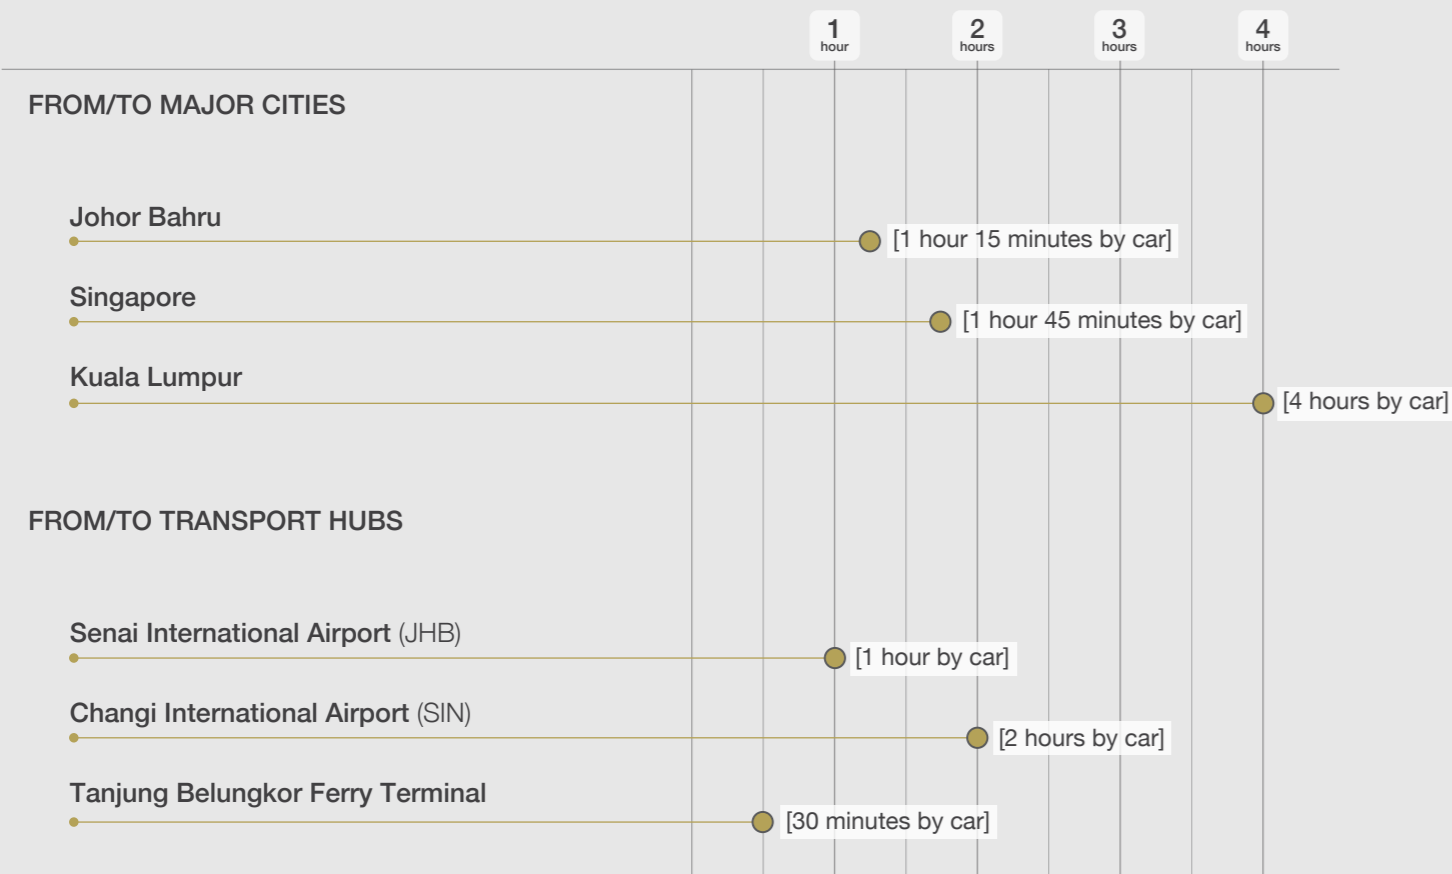 1
hour
2
hours
3
hours
4
hours
FROM/TO MAJOR CITIES
Johor Bahru
[1 hour 15 minutes by car]
Singapore
[1 hour 45 minutes by car]
Kuala Lumpur
[4 hours by car]
FROM/TO TRANSPORT HUBS
Senai International Airport (JHB)
[1 hour by car]
Changi International Airport (SIN)
[2 hours by car]
Tanjung Belungkor Ferry Terminal
[30 minutes by car]